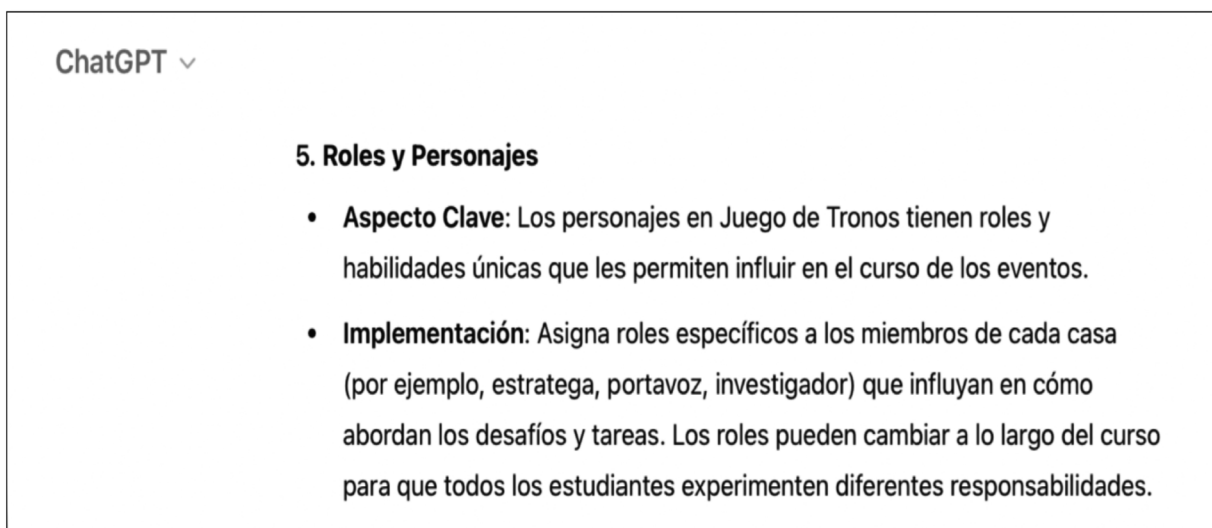 ChatGPT
5. Roles y Personajes
• Aspecto Clave: Los personajes en Juego de Tronos tienen roles y
habilidades únicas que les permiten influir en el curso de los eventos.
• Implementación: Asigna roles específicos a los miembros de cada casa
(por ejemplo, estratega, portavoz, investigador) que influyan en cómo
abordan los desafíos y tareas. Los roles pueden cambiar a lo largo del curso
para que todos los estudiantes experimenten diferentes responsabilidades.